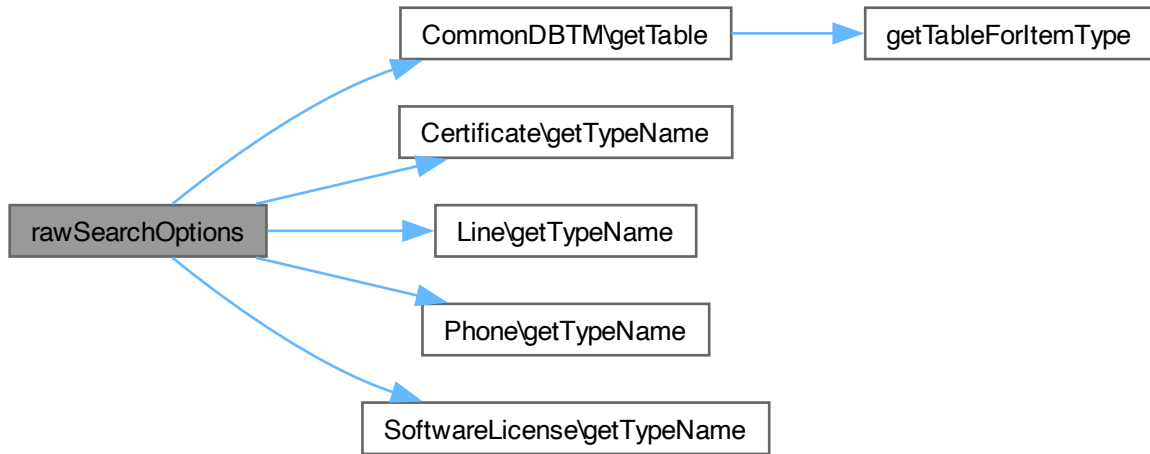 CommonDBTM\getTable
getTableForItemType
Certificate\getTypeName
rawSearchOptions
Line\getTypeName
Phone\getTypeName
SoftwareLicense\getTypeName